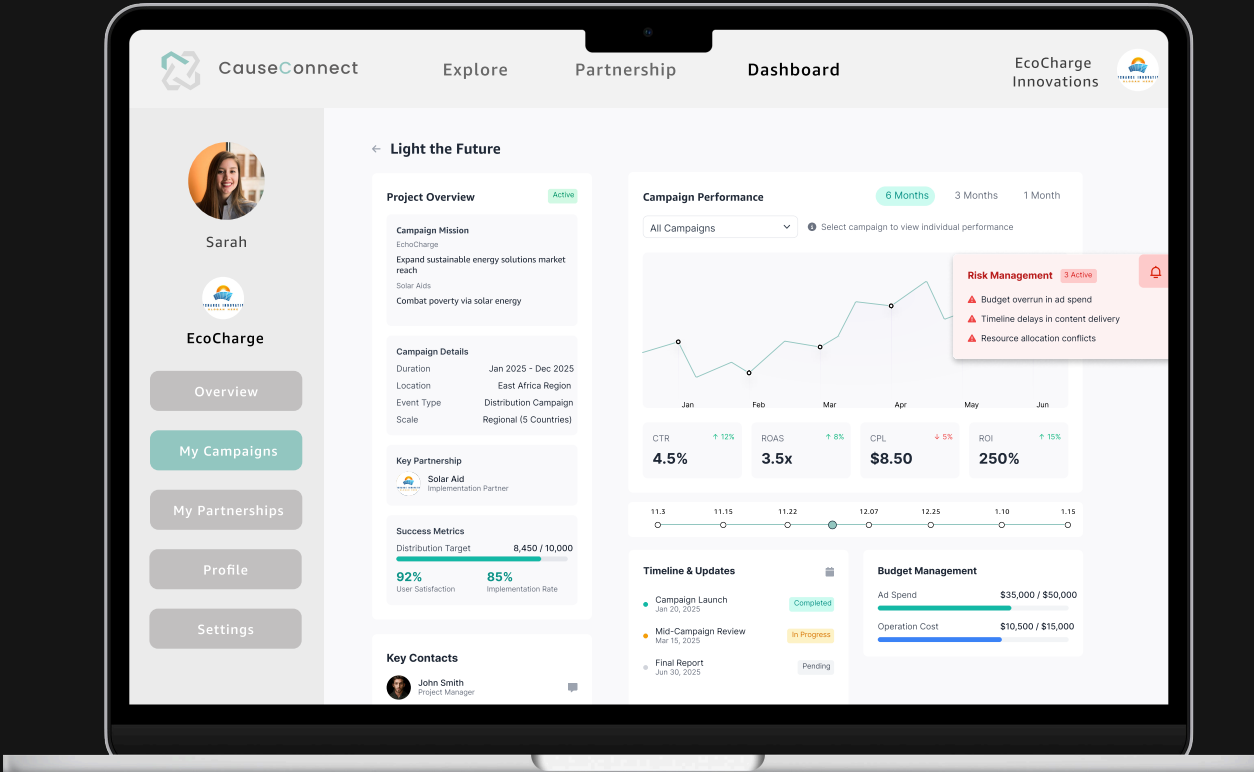 CauseConnect
Explore
Partnership
Dashboard
EcoCharge
Innovations
Sarah
EcoCharge
Overview
My Campaigns
My Partnerships
Profile
Settings
← Light the Future
Project Overview
Active
Campaign Mission
EchoCharge
Expand sustainable energy solutions market
reach
Solar Aids
Combat poverty via solar energy
Campaign Details
Duration Jan 2025 - Dec 2025
Location East Africa Region
Event Type Distribution Campaign
Scale Regional (5 Countries)
Key Partnership
Solar Aid
Implementation Partner
Success Metrics
Distribution Target 8,450 / 10,000
92% 85%
User Satisfaction Implementation Rate
Key Contacts
John Smith
Project Manager
Campaign Performance
6 Months 3 Months 1 Month
All Campaigns
Select campaign to view individual performance
Risk Management 3 Active
Budget overrun in ad spend
Timeline delays in content delivery
Resource allocation conflicts
Jan Feb Mar Apr May Jun
CTR ↑ 12%
4.5%
ROAS ↑ 8%
3.5x
CPL ↓ 5%
$8.50
ROI ↑ 15%
250%
11.3 11.15 11.22 12.07 12.25 1.10 1.15
Timeline & Updates
Campaign Launch
Jan 20, 2025
Completed
Mid-Campaign Review
Mar 15, 2025
In Progress
Final Report
Jun 30, 2025
Pending
Budget Management
Ad Spend $35,000 / $50,000
Operation Cost $10,500 / $15,000